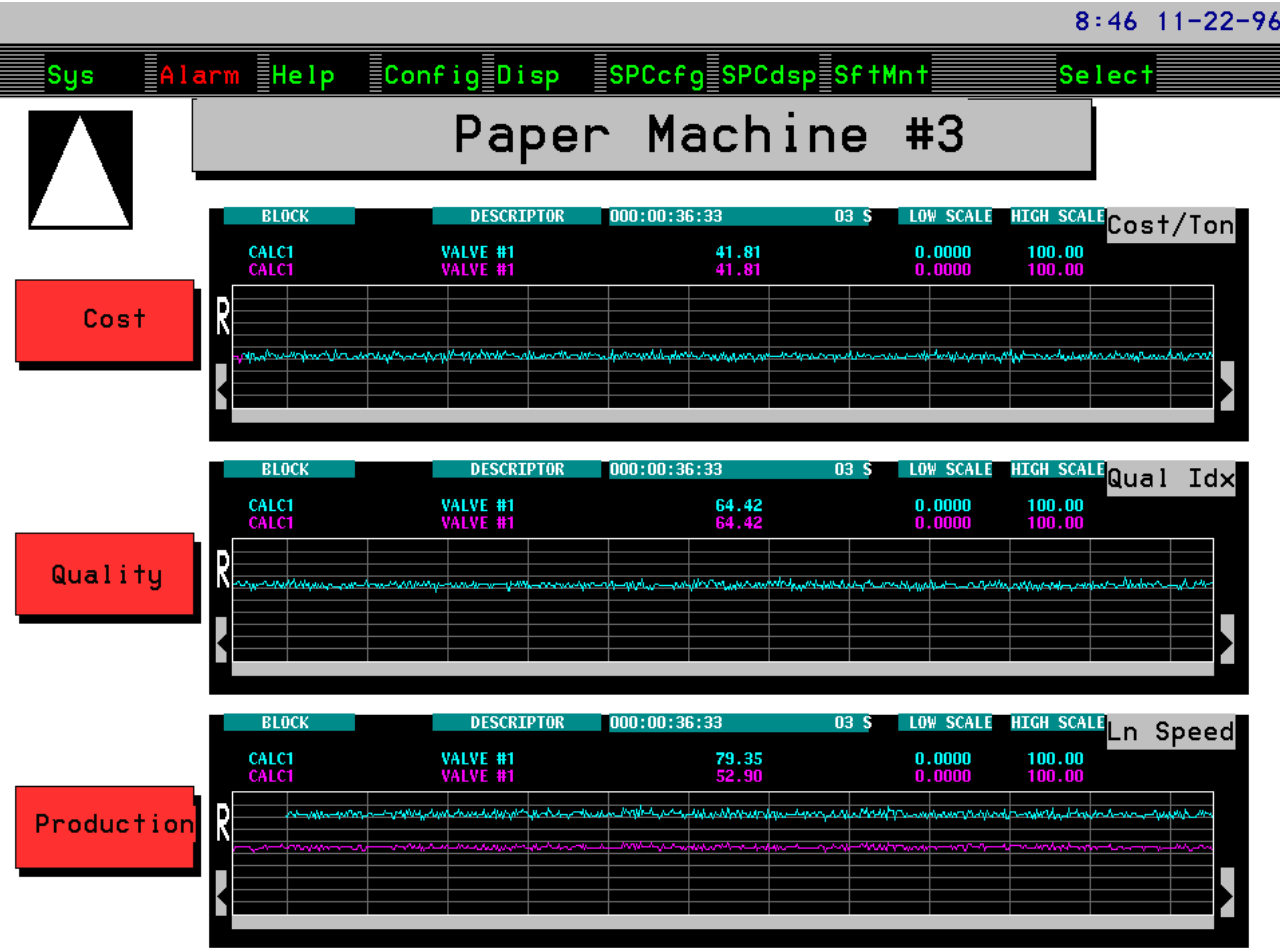 8:46 11-22-96
Sys Alarm Help Config Disp SPCcfg SPCdsp SftMnt Select
Paper Machine #3
BLOCK DESCRIPTOR 000:00:36:33 03 S LOW SCALE HIGH SCALE Cost/Ton
CALC1 VALVE #1 41.81 0.0000 100.00
CALC1 VALVE #1 41.81 0.0000 100.00
Cost R
BLOCK DESCRIPTOR 000:00:36:33 03 S LOW SCALE HIGH SCALE Qual Idx
CALC1 VALVE #1 64.42 0.0000 100.00
CALC1 VALVE #1 64.42 0.0000 100.00
Quality R
BLOCK DESCRIPTOR 000:00:36:33 03 S LOW SCALE HIGH SCALE Ln Speed
CALC1 VALVE #1 79.35 0.0000 100.00
CALC1 VALVE #1 52.90 0.0000 100.00
Production R